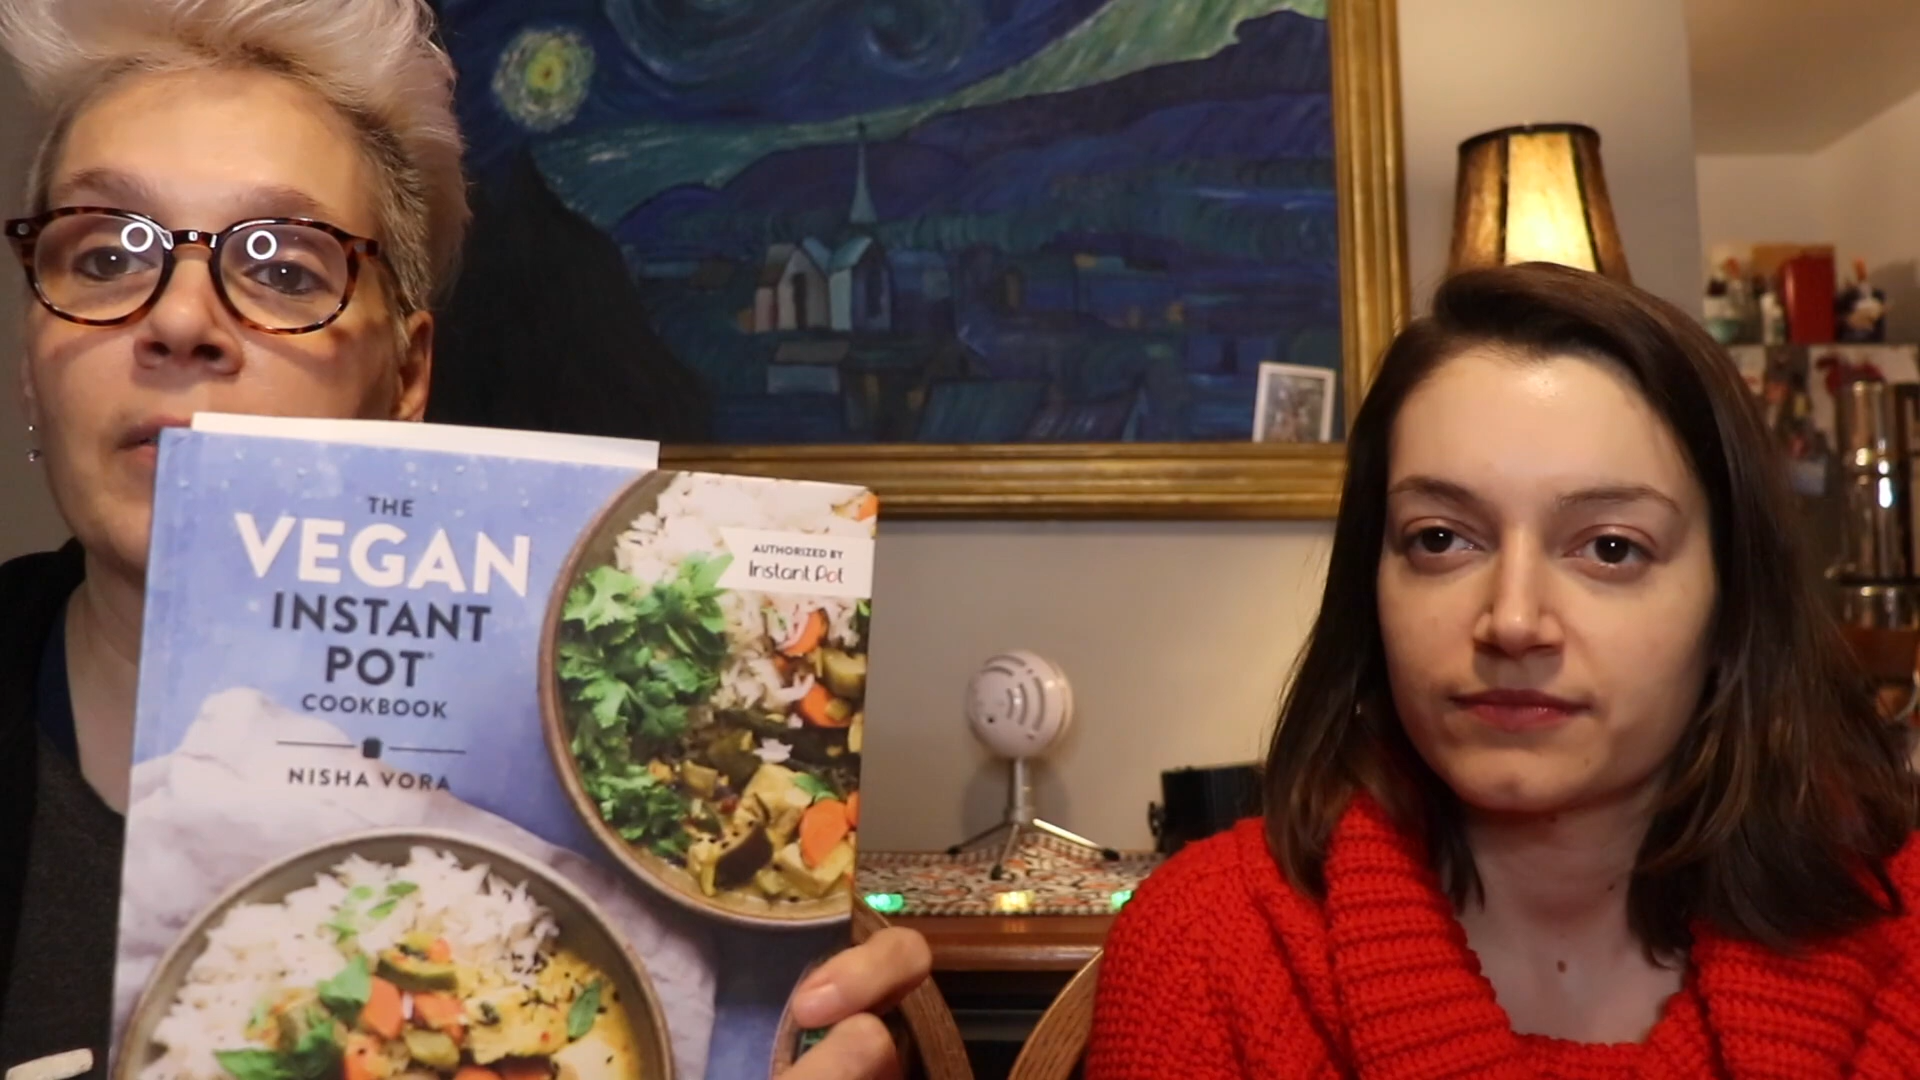 THE
VEGAN
INSTANT
POT®
COOKBOOK
NISHA VORA
AUTHORIZED BY
Instant Pot